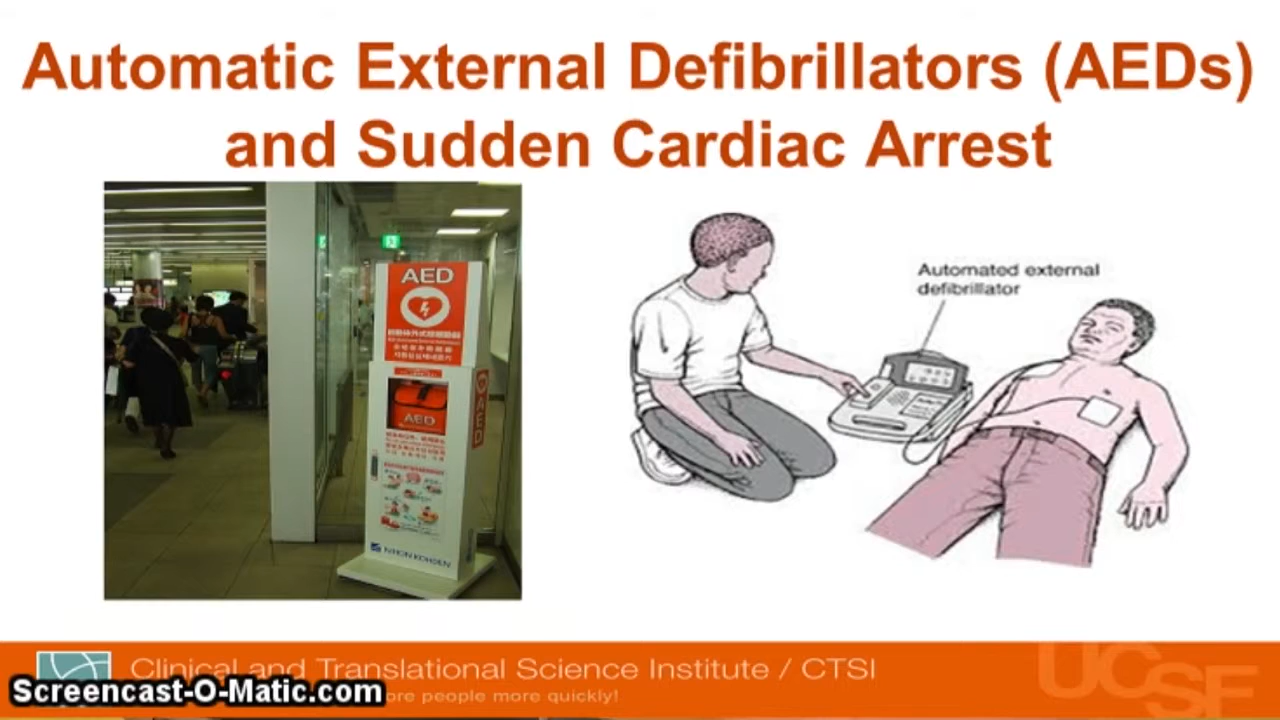 Automatic External Defibrillators (AEDs)
and Sudden Cardiac Arrest
AED
AED
AED
NIHON KOHDEN
Automated external
defibrillator
Clinical and Translational Science Institute / CTSI
more people more quickly!
UCSF
Screencast-O-Matic.com